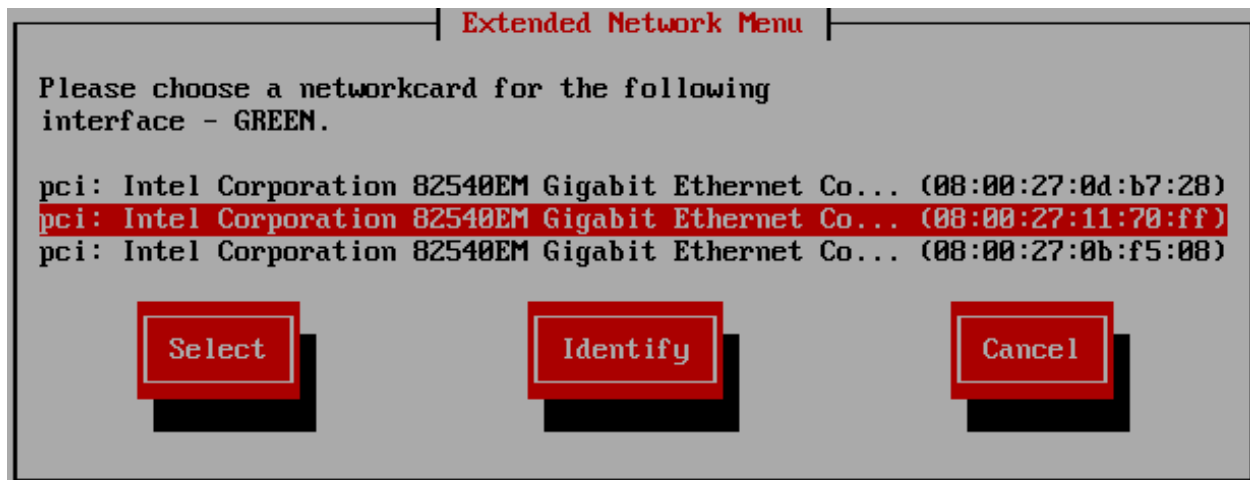 Extended Network Menu
Please choose a networkcard for the following
interface - GREEN.
pci: Intel Corporation 82540EM Gigabit Ethernet Co... (08:00:27:0d:b7:28)
pci: Intel Corporation 82540EM Gigabit Ethernet Co... (08:00:27:11:70:ff)
pci: Intel Corporation 82540EM Gigabit Ethernet Co... (08:00:27:0b:f5:08)
Select Identify Cancel